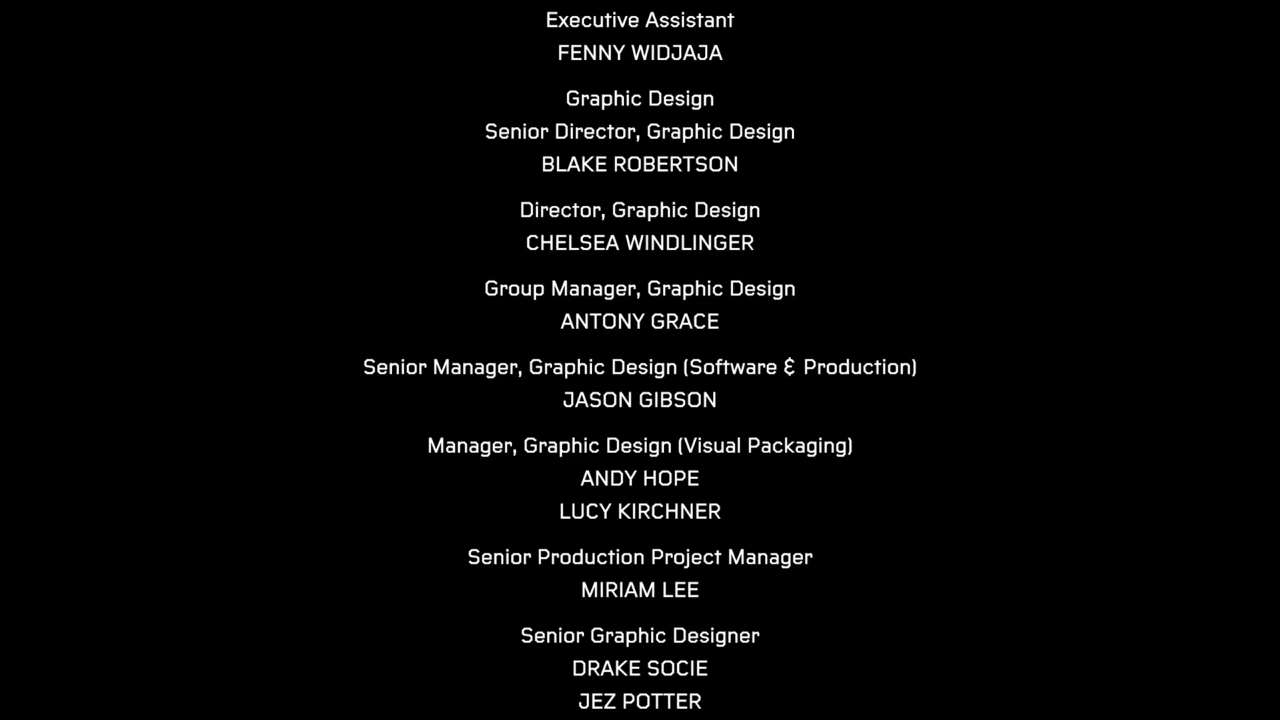 Executive Assistant
FENNY WIDJAJA
Graphic Design
Senior Director, Graphic Design
BLAKE ROBERTSON
Director, Graphic Design
CHELSEA WINDLINGER
Group Manager, Graphic Design
ANTONY GRACE
Senior Manager, Graphic Design (Software & Production)
JASON GIBSON
Manager, Graphic Design (Visual Packaging)
ANDY HOPE
LUCY KIRCHNER
Senior Production Project Manager
MIRIAM LEE
Senior Graphic Designer
DRAKE SOCIE
JEZ POTTER